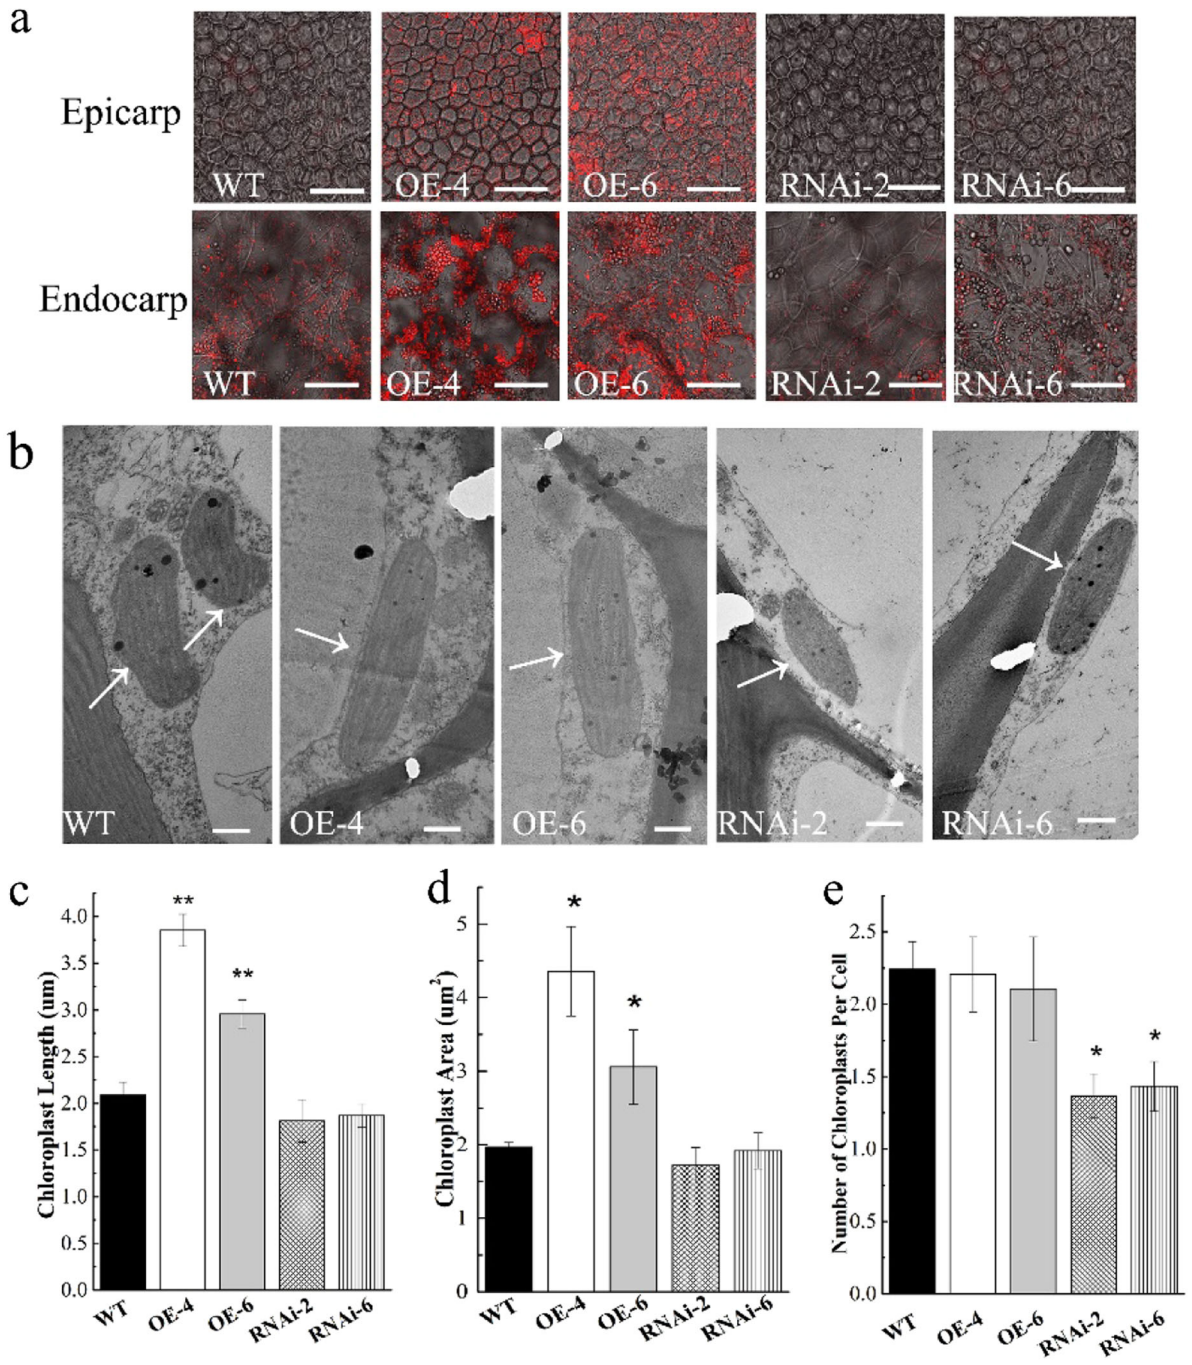 a
Epicarp
WT
OE-4
OE-6
RNAi-2
RNAi-6
Endocarp
WT
OE-4
OE-6
RNAi-2
RNAi-6
b
WT
OE-4
OE-6
RNAi-2
RNAi-6
c
Chloroplast Length (um)
4.0
3.5
3.0
2.5
2.0
1.5
1.0
0.5
0.0
**
**
WT
OE-4
OE-6
RNAi-2
RNAi-6
d
Chloroplast Area (um²)
5
4
3
2
1
0
*
*
WT
OE-4
OE-6
RNAi-2
RNAi-6
e
Number of Chloroplasts Per Cell
2.5
2.0
1.5
1.0
0.5
0.0
*
*
WT
OE-4
OE-6
RNAi-2
RNAi-6